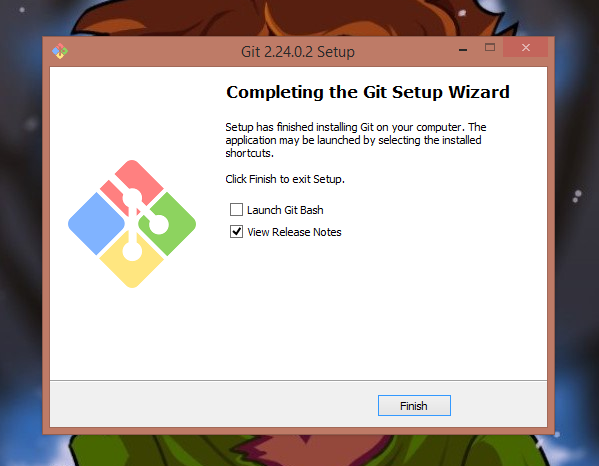 Git 2.24.0.2 Setup
Completing the Git Setup Wizard
Setup has finished installing Git on your computer. The
application may be launched by selecting the installed
shortcuts.
Click Finish to exit Setup.
Launch Git Bash
View Release Notes
Finish